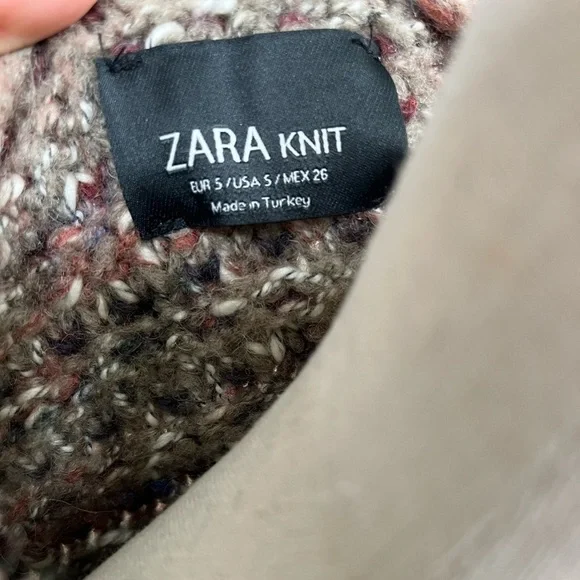 ZARA KNIT
EUR S / USA S / MEX 26
Made in Turkey